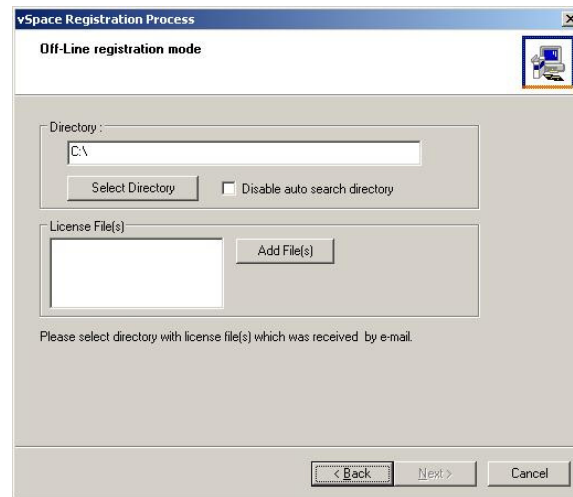 vSpace Registration Process
Off-Line registration mode
Directory :
C:\
Select Directory
Disable auto search directory
License File(s)
Add File(s)
Please select directory with license file(s) which was received by e-mail.
< Back
Next >
Cancel